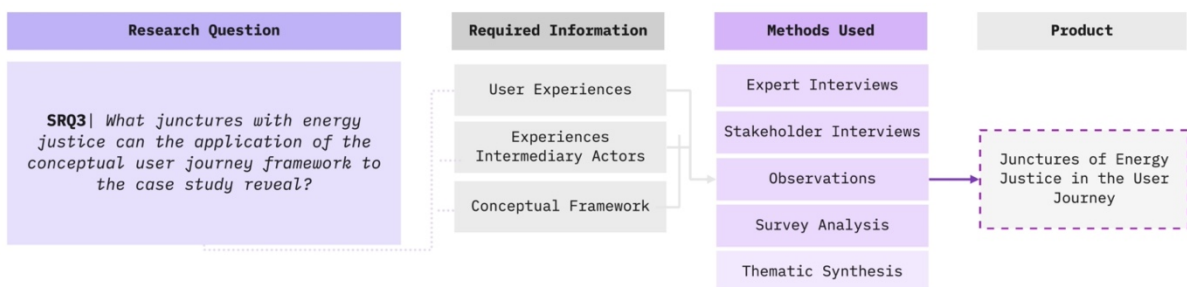 Research Question
Required Information
Methods Used
Product
SRQ3| What junctures with energy
justice can the application of the
conceptual user journey framework to
the case study reveal?
User Experiences
Experiences
Intermediary Actors
Conceptual Framework
Expert Interviews
Stakeholder Interviews
Observations
Survey Analysis
Thematic Synthesis
Junctures of Energy
Justice in the User
Journey